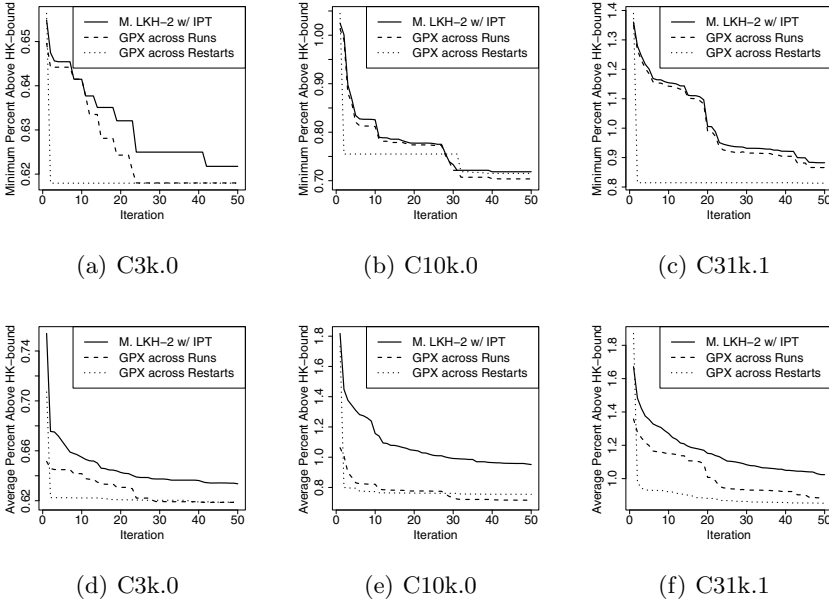 Minimum Percent Above HK-bound
0.65
0.64
0.63
0.62
M. LKH-2 w/ IPT
GPX across Runs
GPX across Restarts
0 10 20 30 40 50
Iteration
(a) C3k.0
Minimum Percent Above HK-bound
1.00
0.90
0.80
0.70
M. LKH-2 w/ IPT
GPX across Runs
GPX across Restarts
0 10 20 30 40 50
Iteration
(b) C10k.0
Minimum Percent Above HK-bound
1.4
1.3
1.2
1.1
1.0
0.9
0.8
M. LKH-2 w/ IPT
GPX across Runs
GPX across Restarts
0 10 20 30 40 50
Iteration
(c) C31k.1
Average Percent Above HK-bound
0.74
0.70
0.66
0.62
M. LKH-2 w/ IPT
GPX across Runs
GPX across Restarts
0 10 20 30 40 50
Iteration
(d) C3k.0
Average Percent Above HK-bound
1.8
1.6
1.4
1.2
1.0
0.8
M. LKH-2 w/ IPT
GPX across Runs
GPX across Restarts
0 10 20 30 40 50
Iteration
(e) C10k.0
Average Percent Above HK-bound
1.8
1.6
1.4
1.2
1.0
M. LKH-2 w/ IPT
GPX across Runs
GPX across Restarts
0 10 20 30 40 50
Iteration
(f) C31k.1